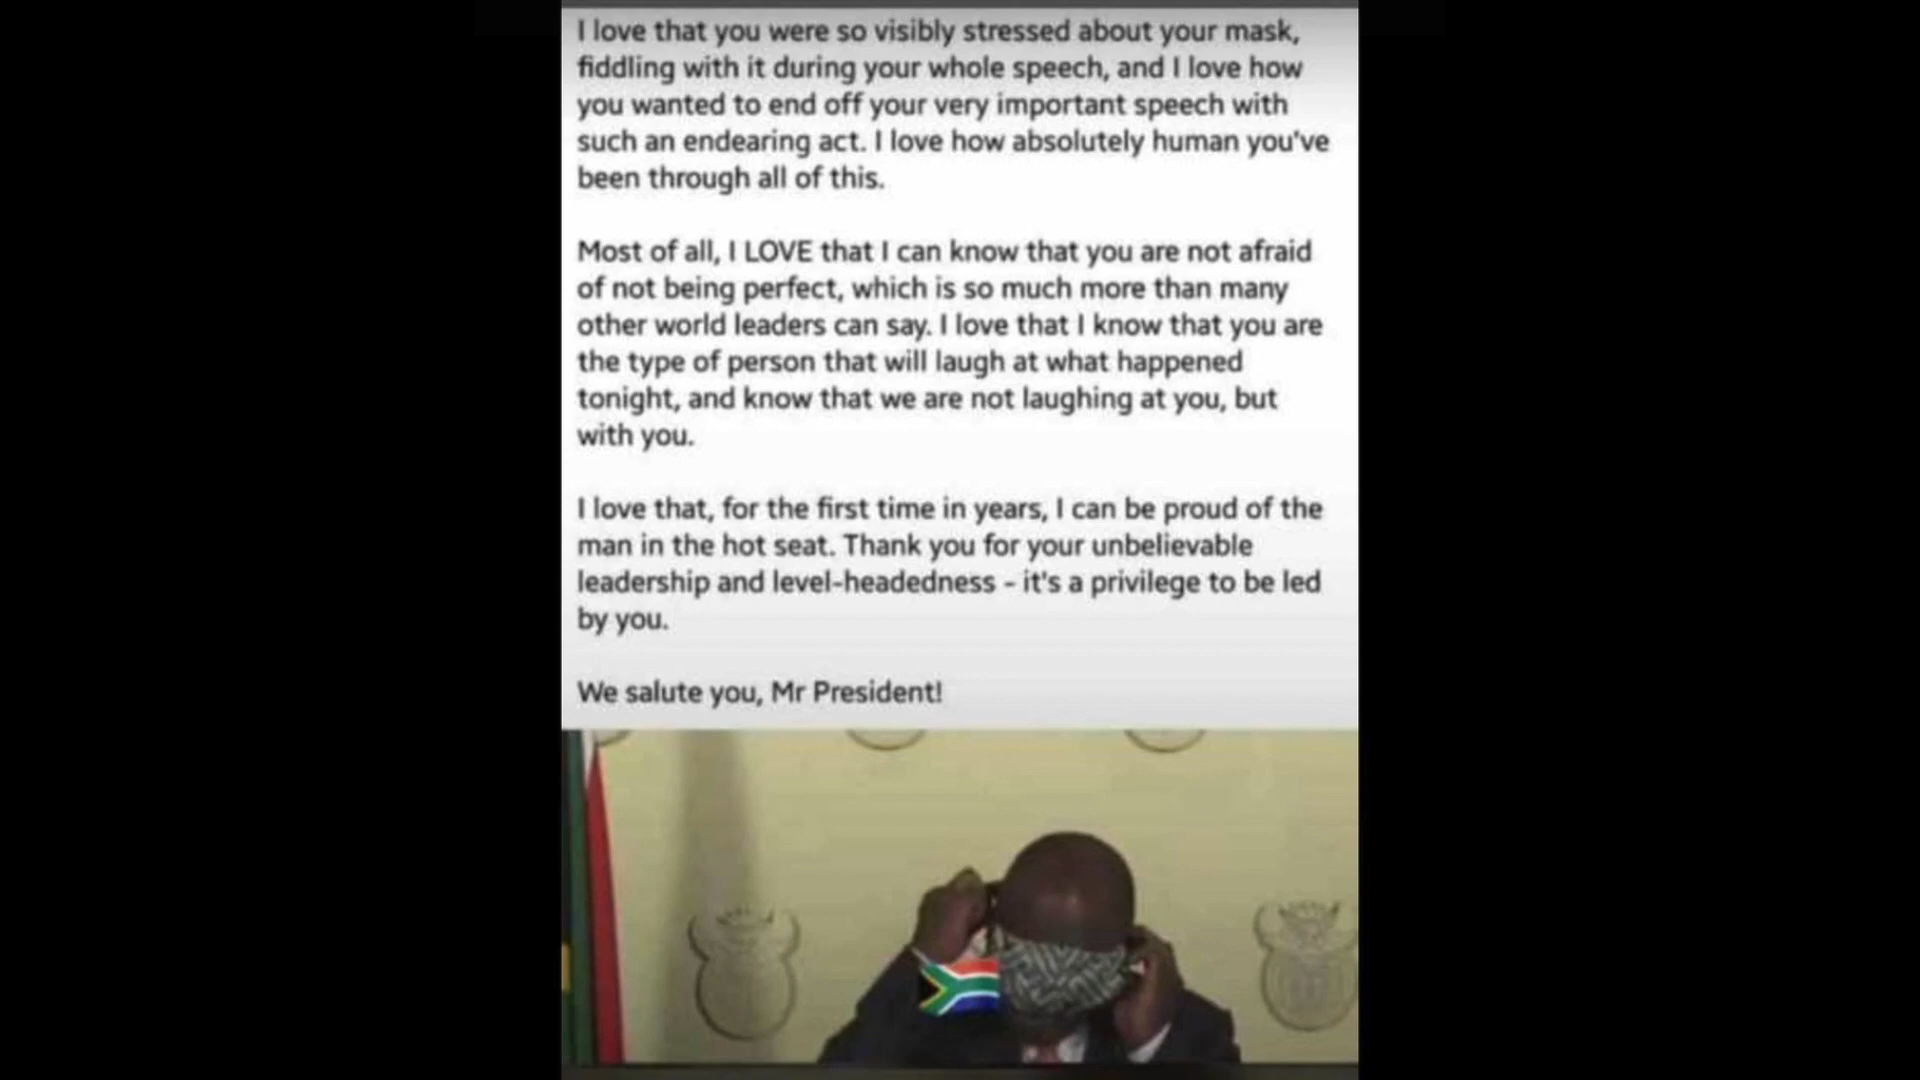 I love that you were so visibly stressed about your mask,
fiddling with it during your whole speech, and I love how
you wanted to end off your very important speech with
such an endearing act. I love how absolutely human you've
been through all of this.
Most of all, I LOVE that I can know that you are not afraid
of not being perfect, which is so much more than many
other world leaders can say. I love that I know that you are
the type of person that will laugh at what happened
tonight, and know that we are not laughing at you, but
with you.
I love that, for the first time in years, I can be proud of the
man in the hot seat. Thank you for your unbelievable
leadership and level-headedness - it's a privilege to be led
by you.
We salute you, Mr President!